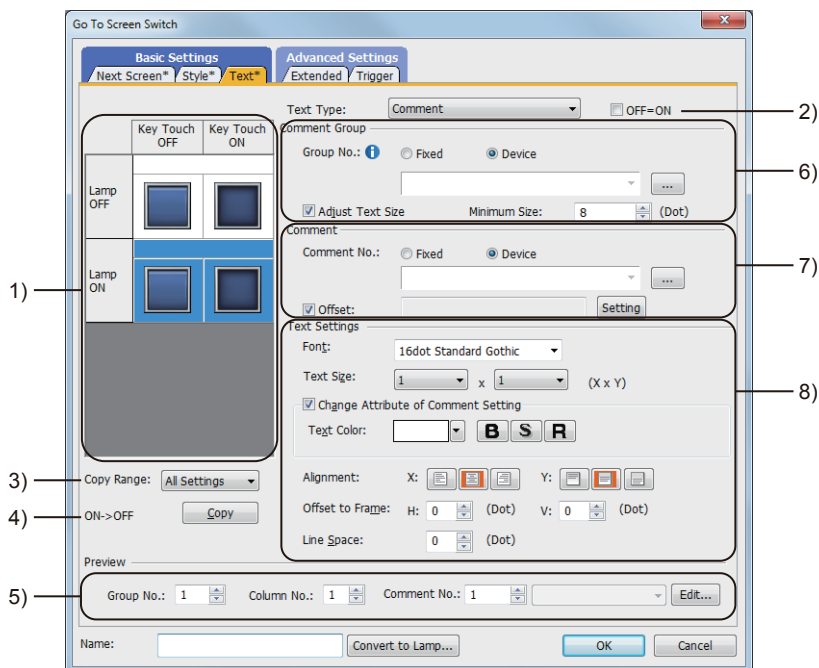 Go To Screen Switch
x
Basic Settings
Advanced Settings
Next Screen* Style* Text* Extended Trigger
Text Type: Comment OFF=ON
2)
Key Touch OFF Key Touch ON
Lamp OFF
Lamp ON
1)
Comment Group
Group No.: i Fixed Device
...
6)
Adjust Text Size Minimum Size: 8 (Dot)
Comment
Comment No.: Fixed Device
...
7)
Offset: Setting
Text Settings
Font: 16dot Standard Gothic
Text Size: 1 x 1 (X x Y)
8)
Change Attribute of Comment Setting
Text Color: B S R
Alignment: X: Y:
Offset to Frame: H: 0 (Dot) V: 0 (Dot)
Line Space: 0 (Dot)
3)
Copy Range: All Settings
4)
ON->OFF Copy
Preview
5)
Group No.: 1 Column No.: 1 Comment No.: 1 Edit...
Name: Convert to Lamp... OK Cancel